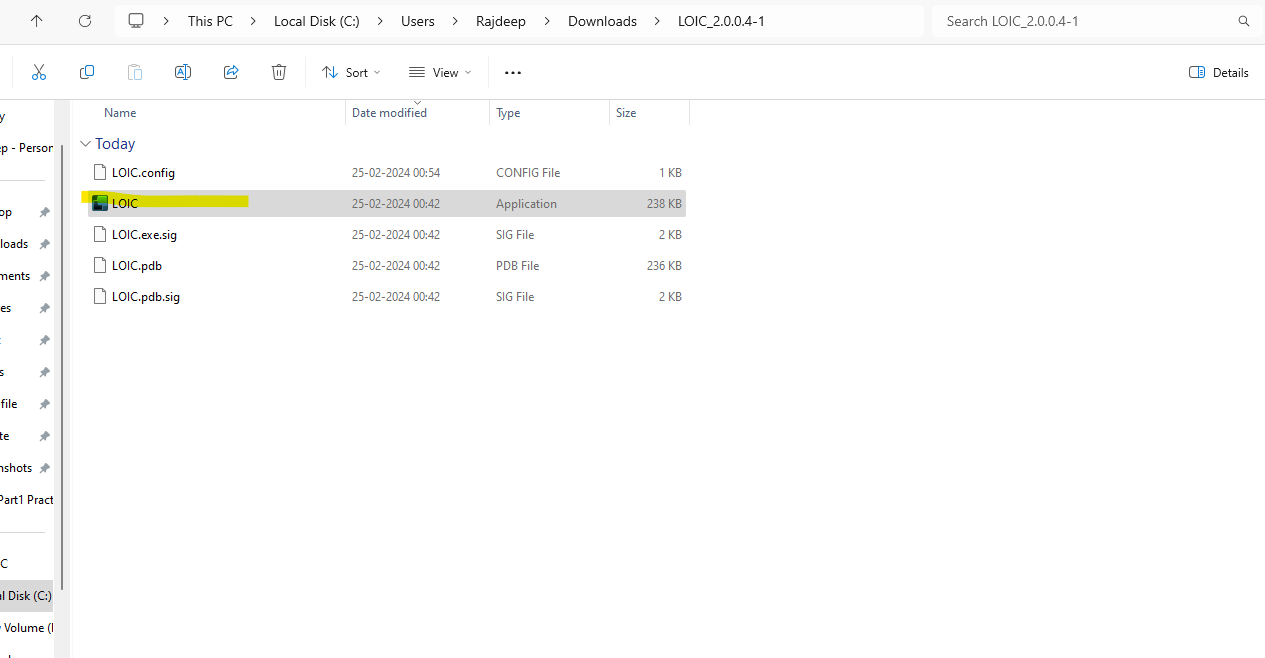 This PC > Local Disk (C:) > Users > Rajdeep > Downloads > LOIC_2.0.0.4-1
Search LOIC_2.0.0.4-1
Sort View ... Details
Name Date modified Type Size
Today
LOIC.config 25-02-2024 00:54 CONFIG File 1 KB
LOIC 25-02-2024 00:42 Application 238 KB
LOIC.exe.sig 25-02-2024 00:42 SIG File 2 KB
LOIC.pdb 25-02-2024 00:42 PDB File 236 KB
LOIC.pdb.sig 25-02-2024 00:42 SIG File 2 KB
y
ep - Person
op
loads
ments
es
s
file
te
nshots
Part1 Pract
C
al Disk (C:)
Volume (